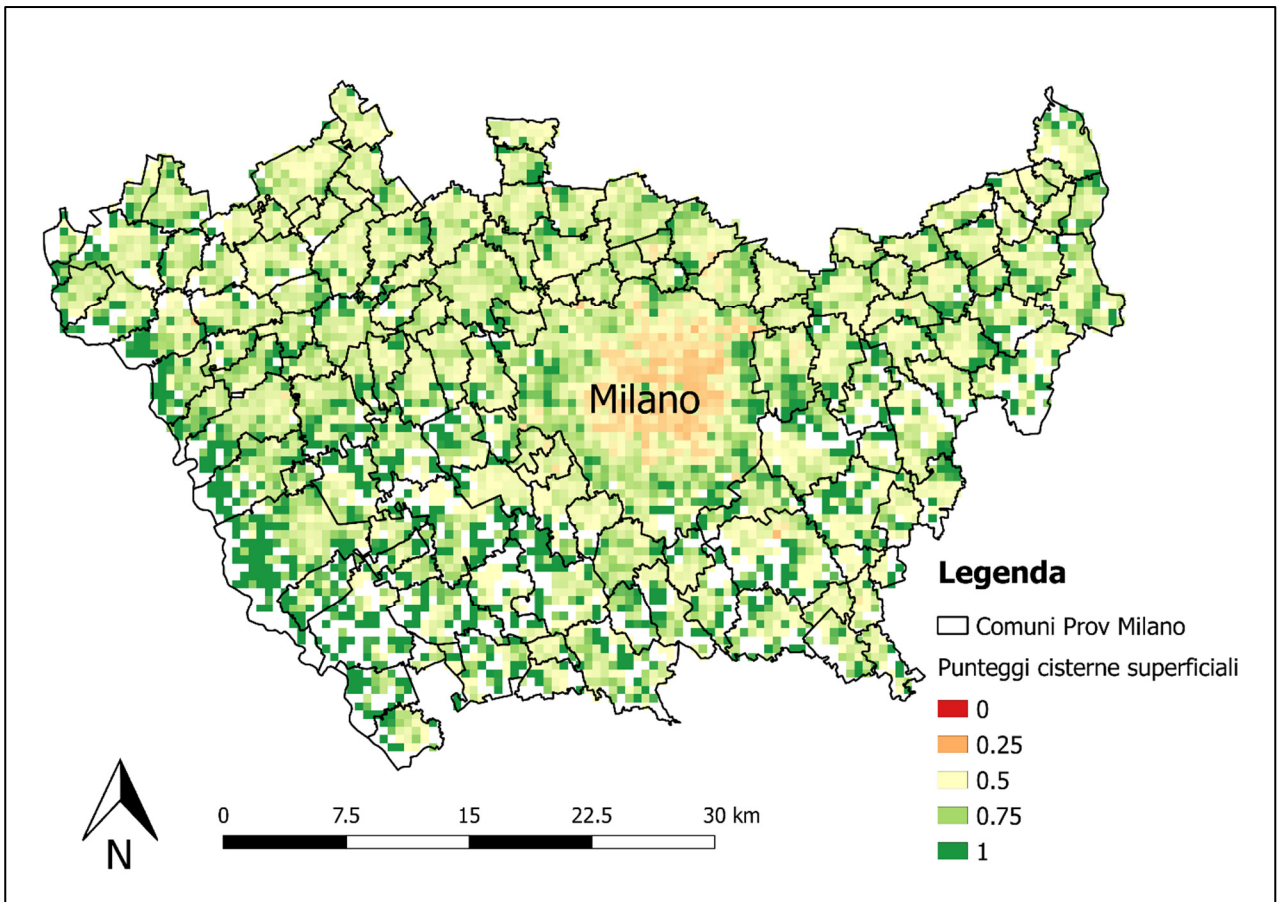 Milano
Legenda
Comuni Prov Milano
Punteggi cisterne superficiali
0
0.25
0.5
0.75
1
0 7.5 15 22.5 30 km
N